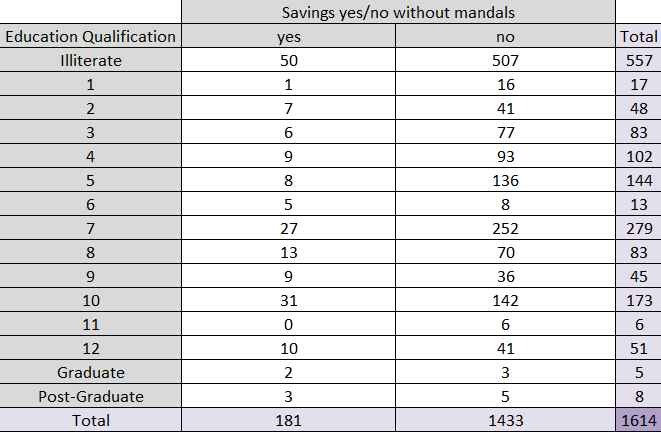 Savings yes/no without mandals
Education Qualification yes no Total
Illiterate 50 507 557
1 1 16 17
2 7 41 48
3 6 77 83
4 9 93 102
5 8 136 144
6 5 8 13
7 27 252 279
8 13 70 83
9 9 36 45
10 31 142 173
11 0 6 6
12 10 41 51
Graduate 2 3 5
Post-Graduate 3 5 8
Total 181 1433 1614